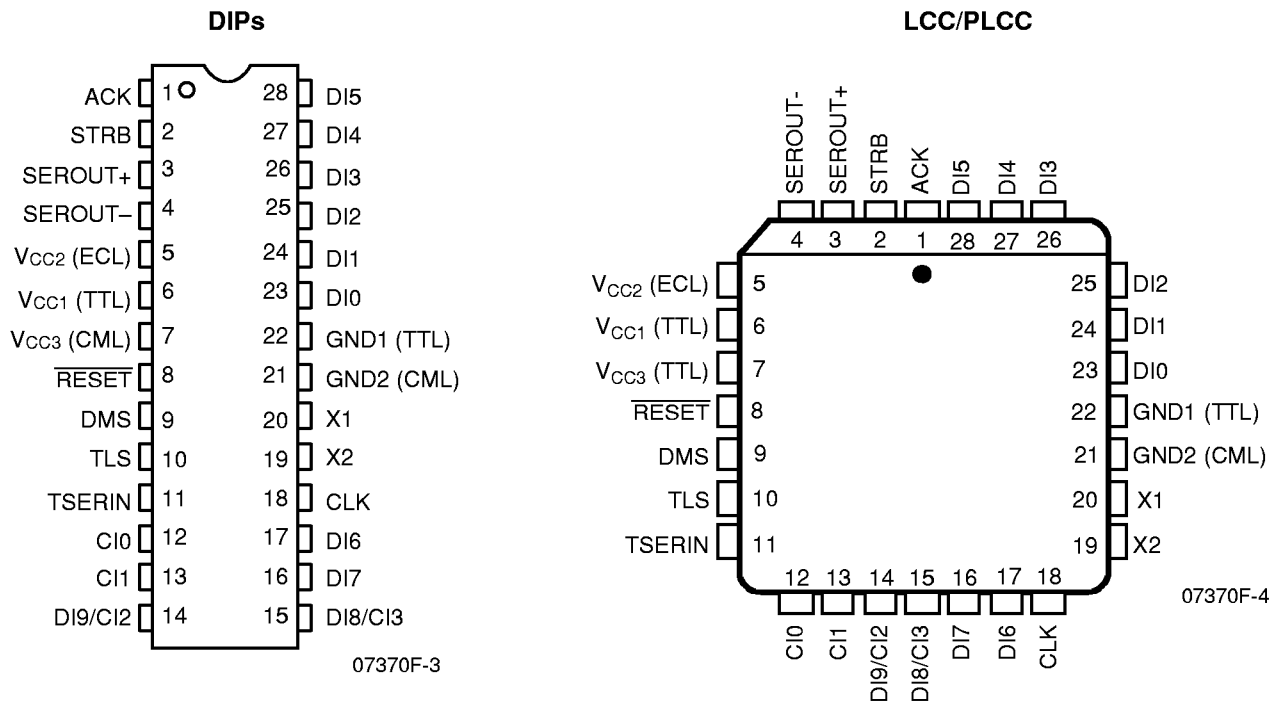 DIPs
ACK 1 28 DI5
STRB 2 27 DI4
SEROUT+ 3 26 DI3
SEROUT– 4 25 DI2
VCC2 (ECL) 5 24 DI1
VCC1 (TTL) 6 23 DI0
VCC3 (CML) 7 22 GND1 (TTL)
RESET 8 21 GND2 (CML)
DMS 9 20 X1
TLS 10 19 X2
TSERIN 11 18 CLK
CI0 12 17 DI6
CI1 13 16 DI7
DI9/CI2 14 15 DI8/CI3
07370F-3
LCC/PLCC
SEROUT- SEROUT+ STRB ACK DI5 DI4 DI3
4 3 2 1 28 27 26
VCC2 (ECL) 5 25 DI2
VCC1 (TTL) 6 24 DI1
VCC3 (TTL) 7 23 DI0
RESET 8 22 GND1 (TTL)
DMS 9 21 GND2 (CML)
TLS 10 20 X1
TSERIN 11 19 X2
12 13 14 15 16 17 18
CI0 CI1 DI9/CI2 DI8/CI3 DI7 DI6 CLK
07370F-4